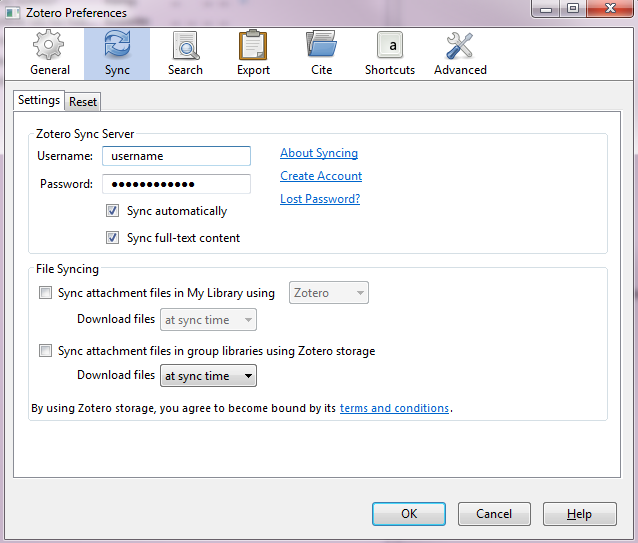 Zotero Preferences
General Sync Search Export Cite a Shortcuts Advanced
Settings Reset
Zotero Sync Server
Username: username About Syncing
Create Account
Password: ●●●●●●●●●●●●
Lost Password?
Sync automatically
Sync full-text content
File Syncing
Sync attachment files in My Library using Zotero
Download files at sync time
Sync attachment files in group libraries using Zotero storage
Download files at sync time
By using Zotero storage, you agree to become bound by its terms and conditions.
OK Cancel Help